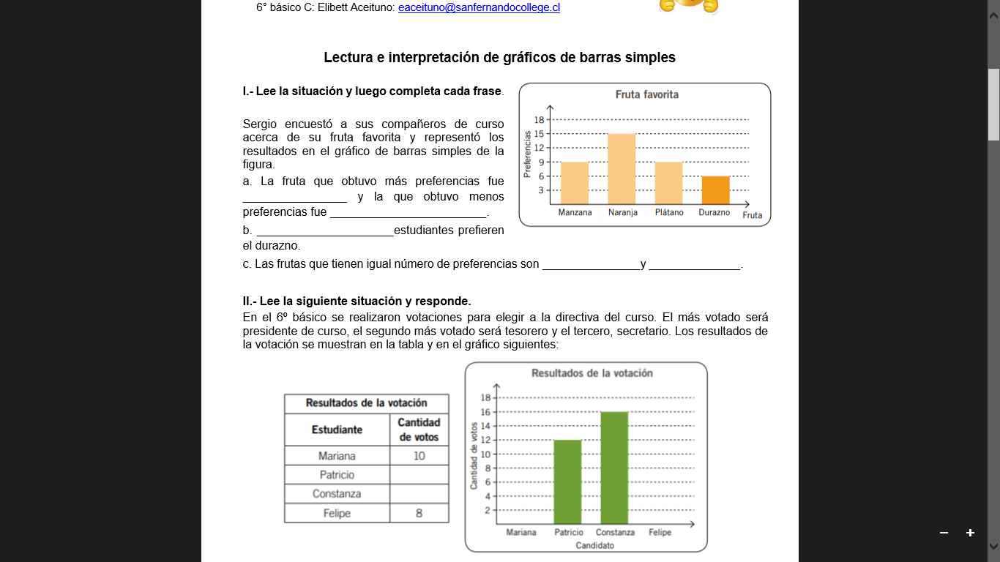 6° básico C: Elibett Aceituno: eaceituno@sanfernandocollege.cl
Lectura e interpretación de gráficos de barras simples
I.- Lee la situación y luego completa cada frase.
Sergio encuestó a sus compañeros de curso
acerca de su fruta favorita y representó los
resultados en el gráfico de barras simples de la
figura.
a. La fruta que obtuvo más preferencias fue
________________ y la que obtuvo menos
preferencias fue ________________________.
b. _____________________estudiantes prefieren
el durazno.
c. Las frutas que tienen igual número de preferencias son _______________y ______________.
Fruta favorita
Preferencias
18
15
12
9
6
3
Manzana Naranja Plátano Durazno
Fruta
II.- Lee la siguiente situación y responde.
En el 6º básico se realizaron votaciones para elegir a la directiva del curso. El más votado será
presidente de curso, el segundo más votado será tesorero y el tercero, secretario. Los resultados de
la votación se muestran en la tabla y en el gráfico siguientes:
Resultados de la votación
Estudiante Cantidad
de votos
Mariana 10
Patricio
Constanza
Felipe 8
Resultados de la votación
Cantidad de votos
18
16
14
12
10
8
6
4
2
Mariana Patricio Constanza Felipe
Candidato